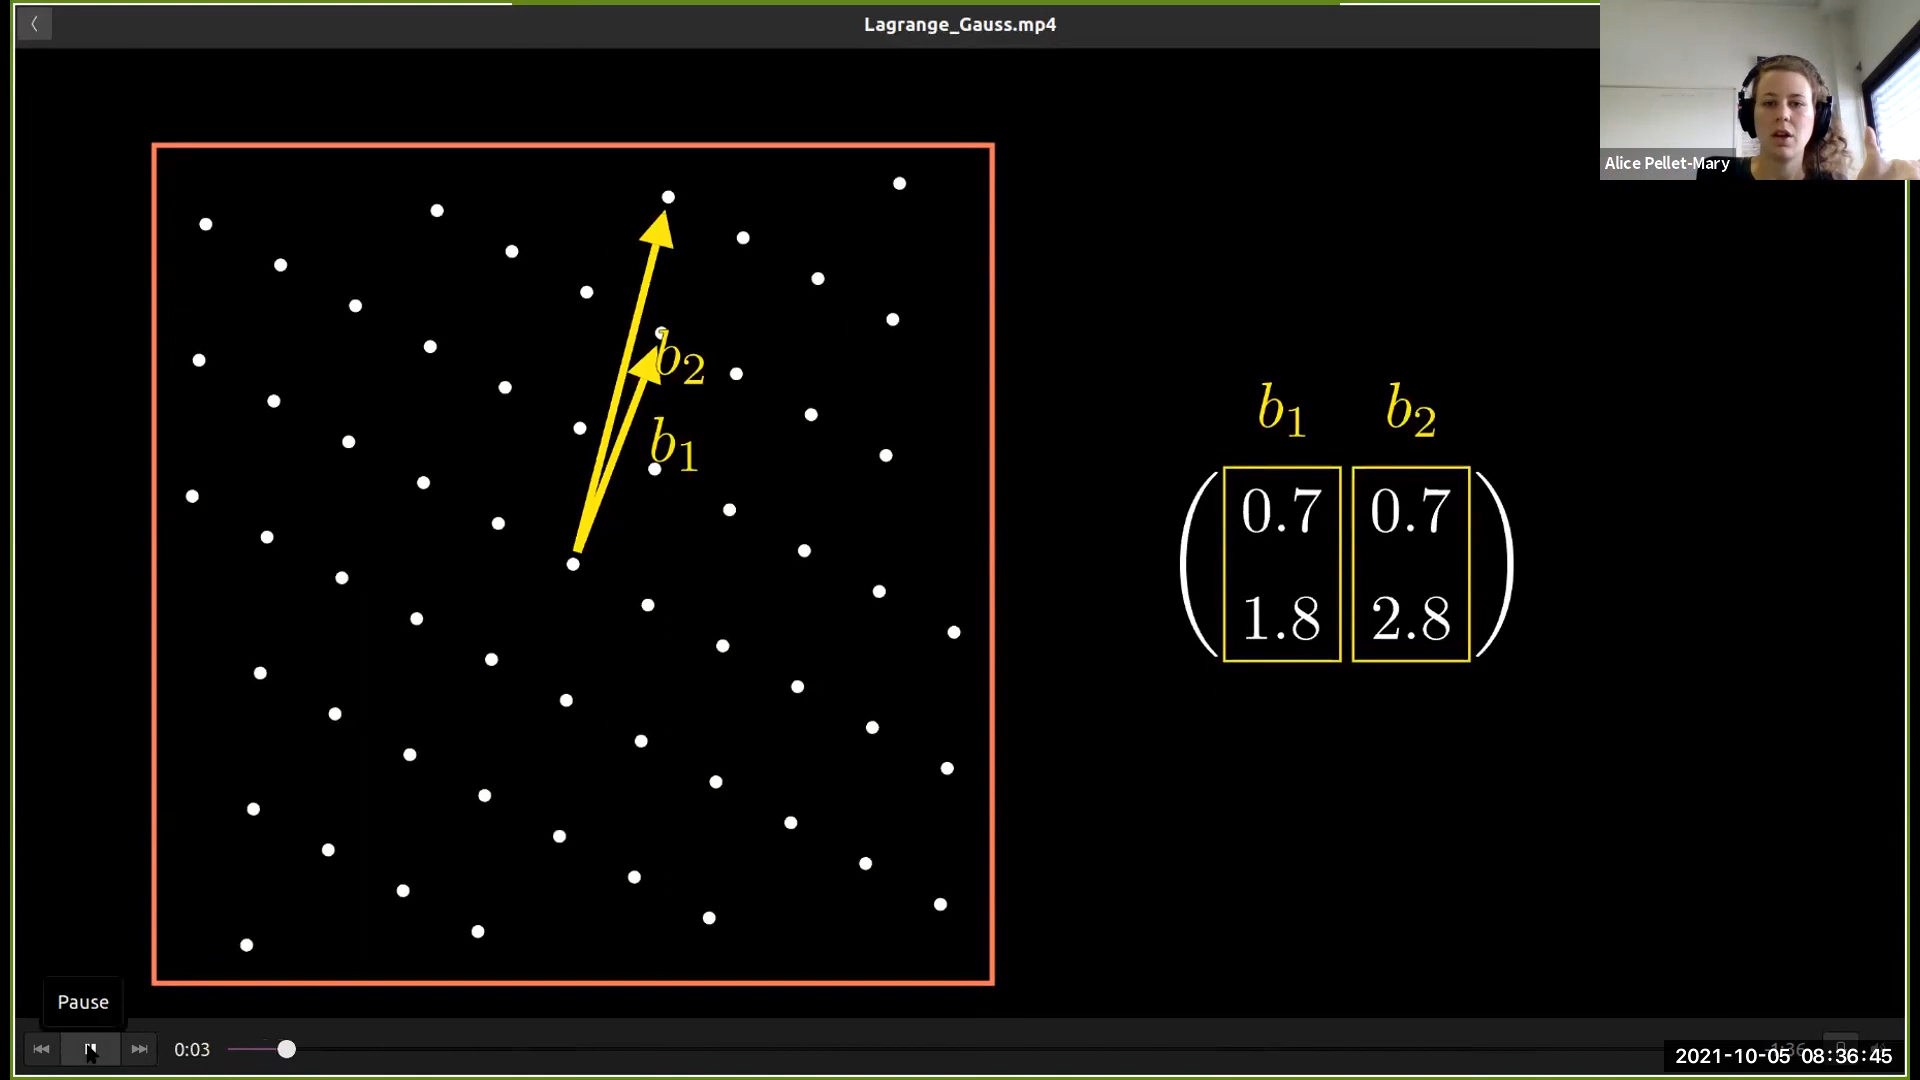 Lagrange_Gauss.mp4
Alice Pellet-Mary
b2
b1
b1 b2
0.7 0.7
1.8 2.8
Pause
0:03
2021-10-05 08:36:45